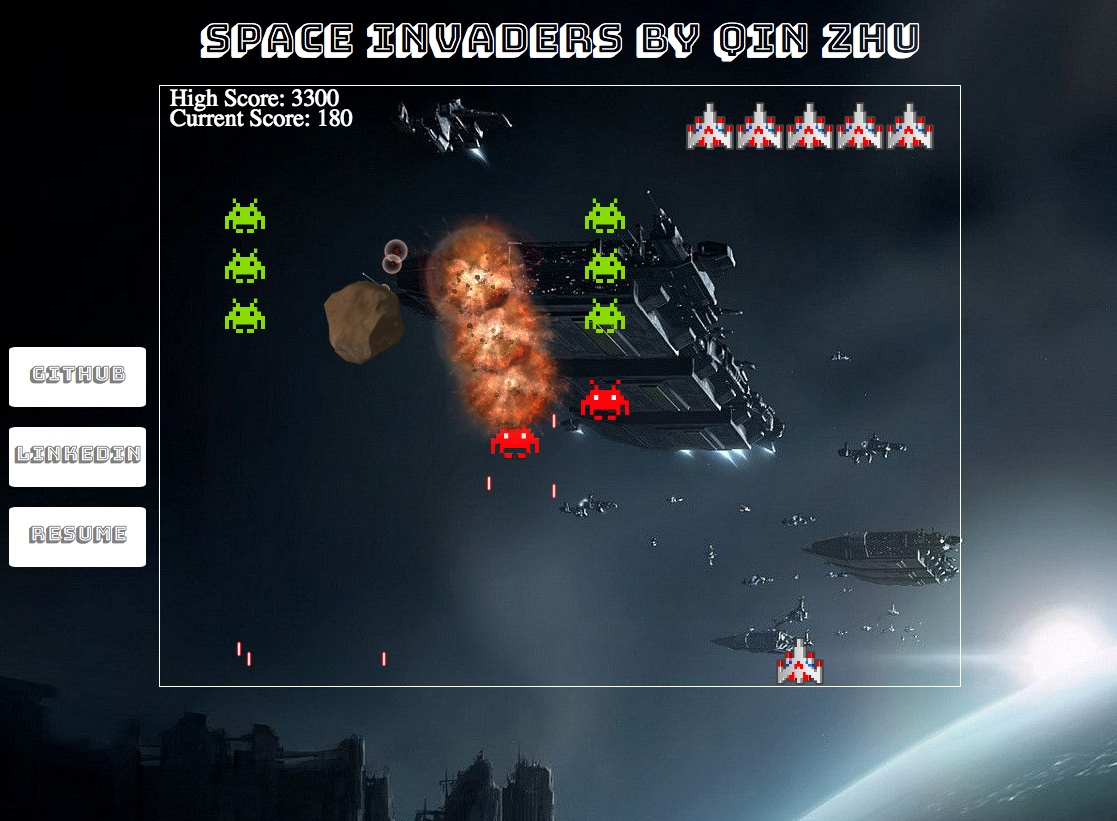 SPACE INVADERS BY QIN ZHU
High Score: 3300
Current Score: 180
GITHUB
LINKEDIN
RESUME